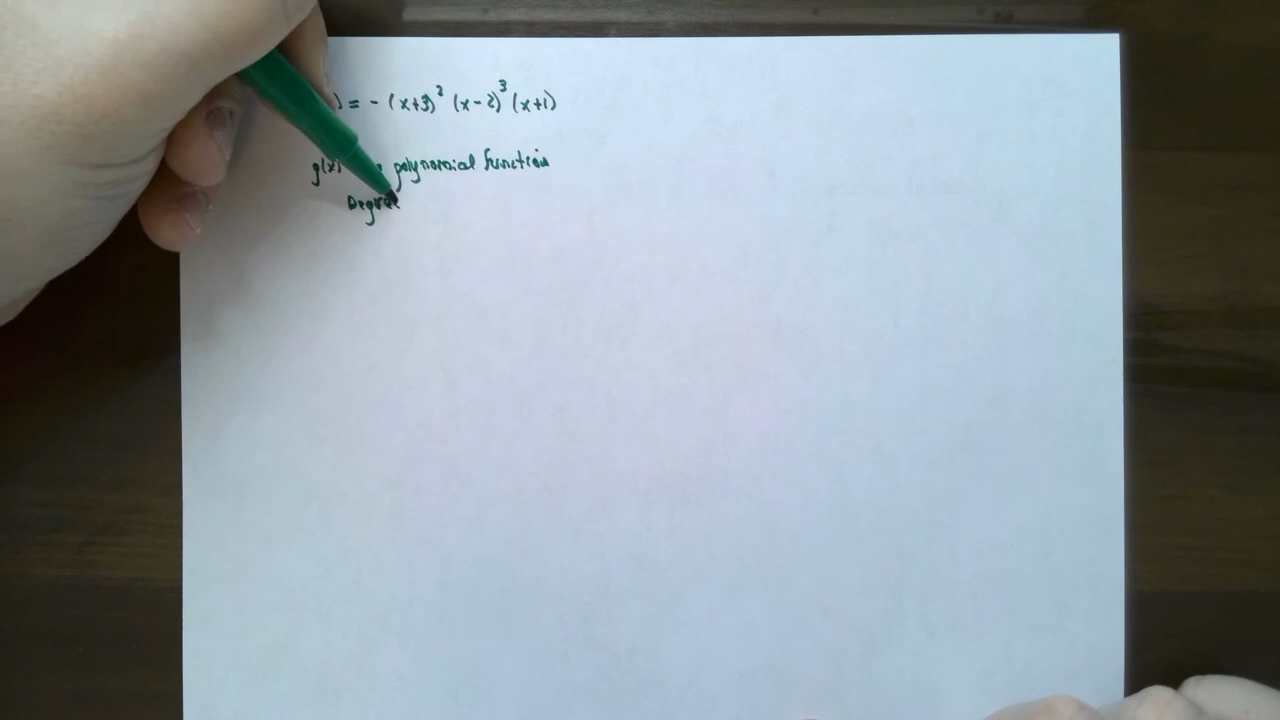 ) = - (x+3)² (x-2)³ (x+1)
g(x) polynomial function
Degree